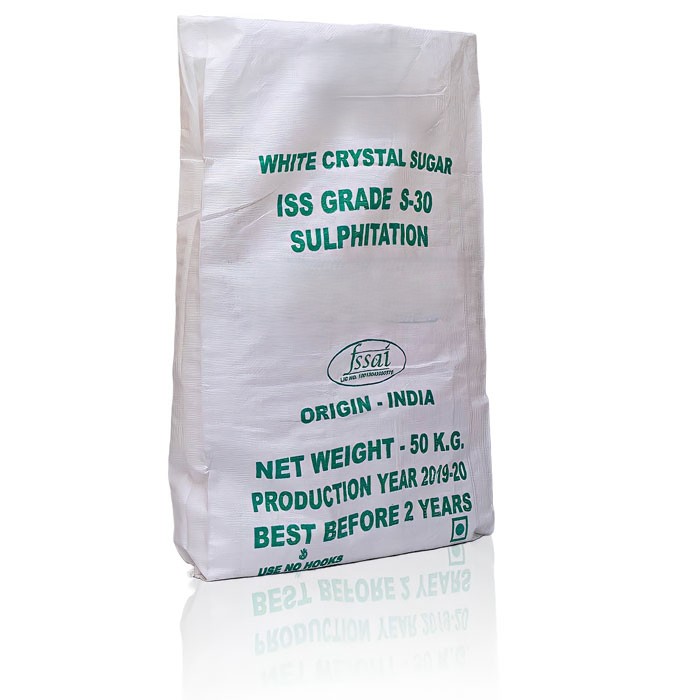 WHITE CRYSTAL SUGAR
ISS GRADE S-30
SULPHITATION
fssai
ORIGIN - INDIA
NET WEIGHT - 50 K.G.
PRODUCTION YEAR 2019-20
BEST BEFORE 2 YEARS
USE NO HOOKS